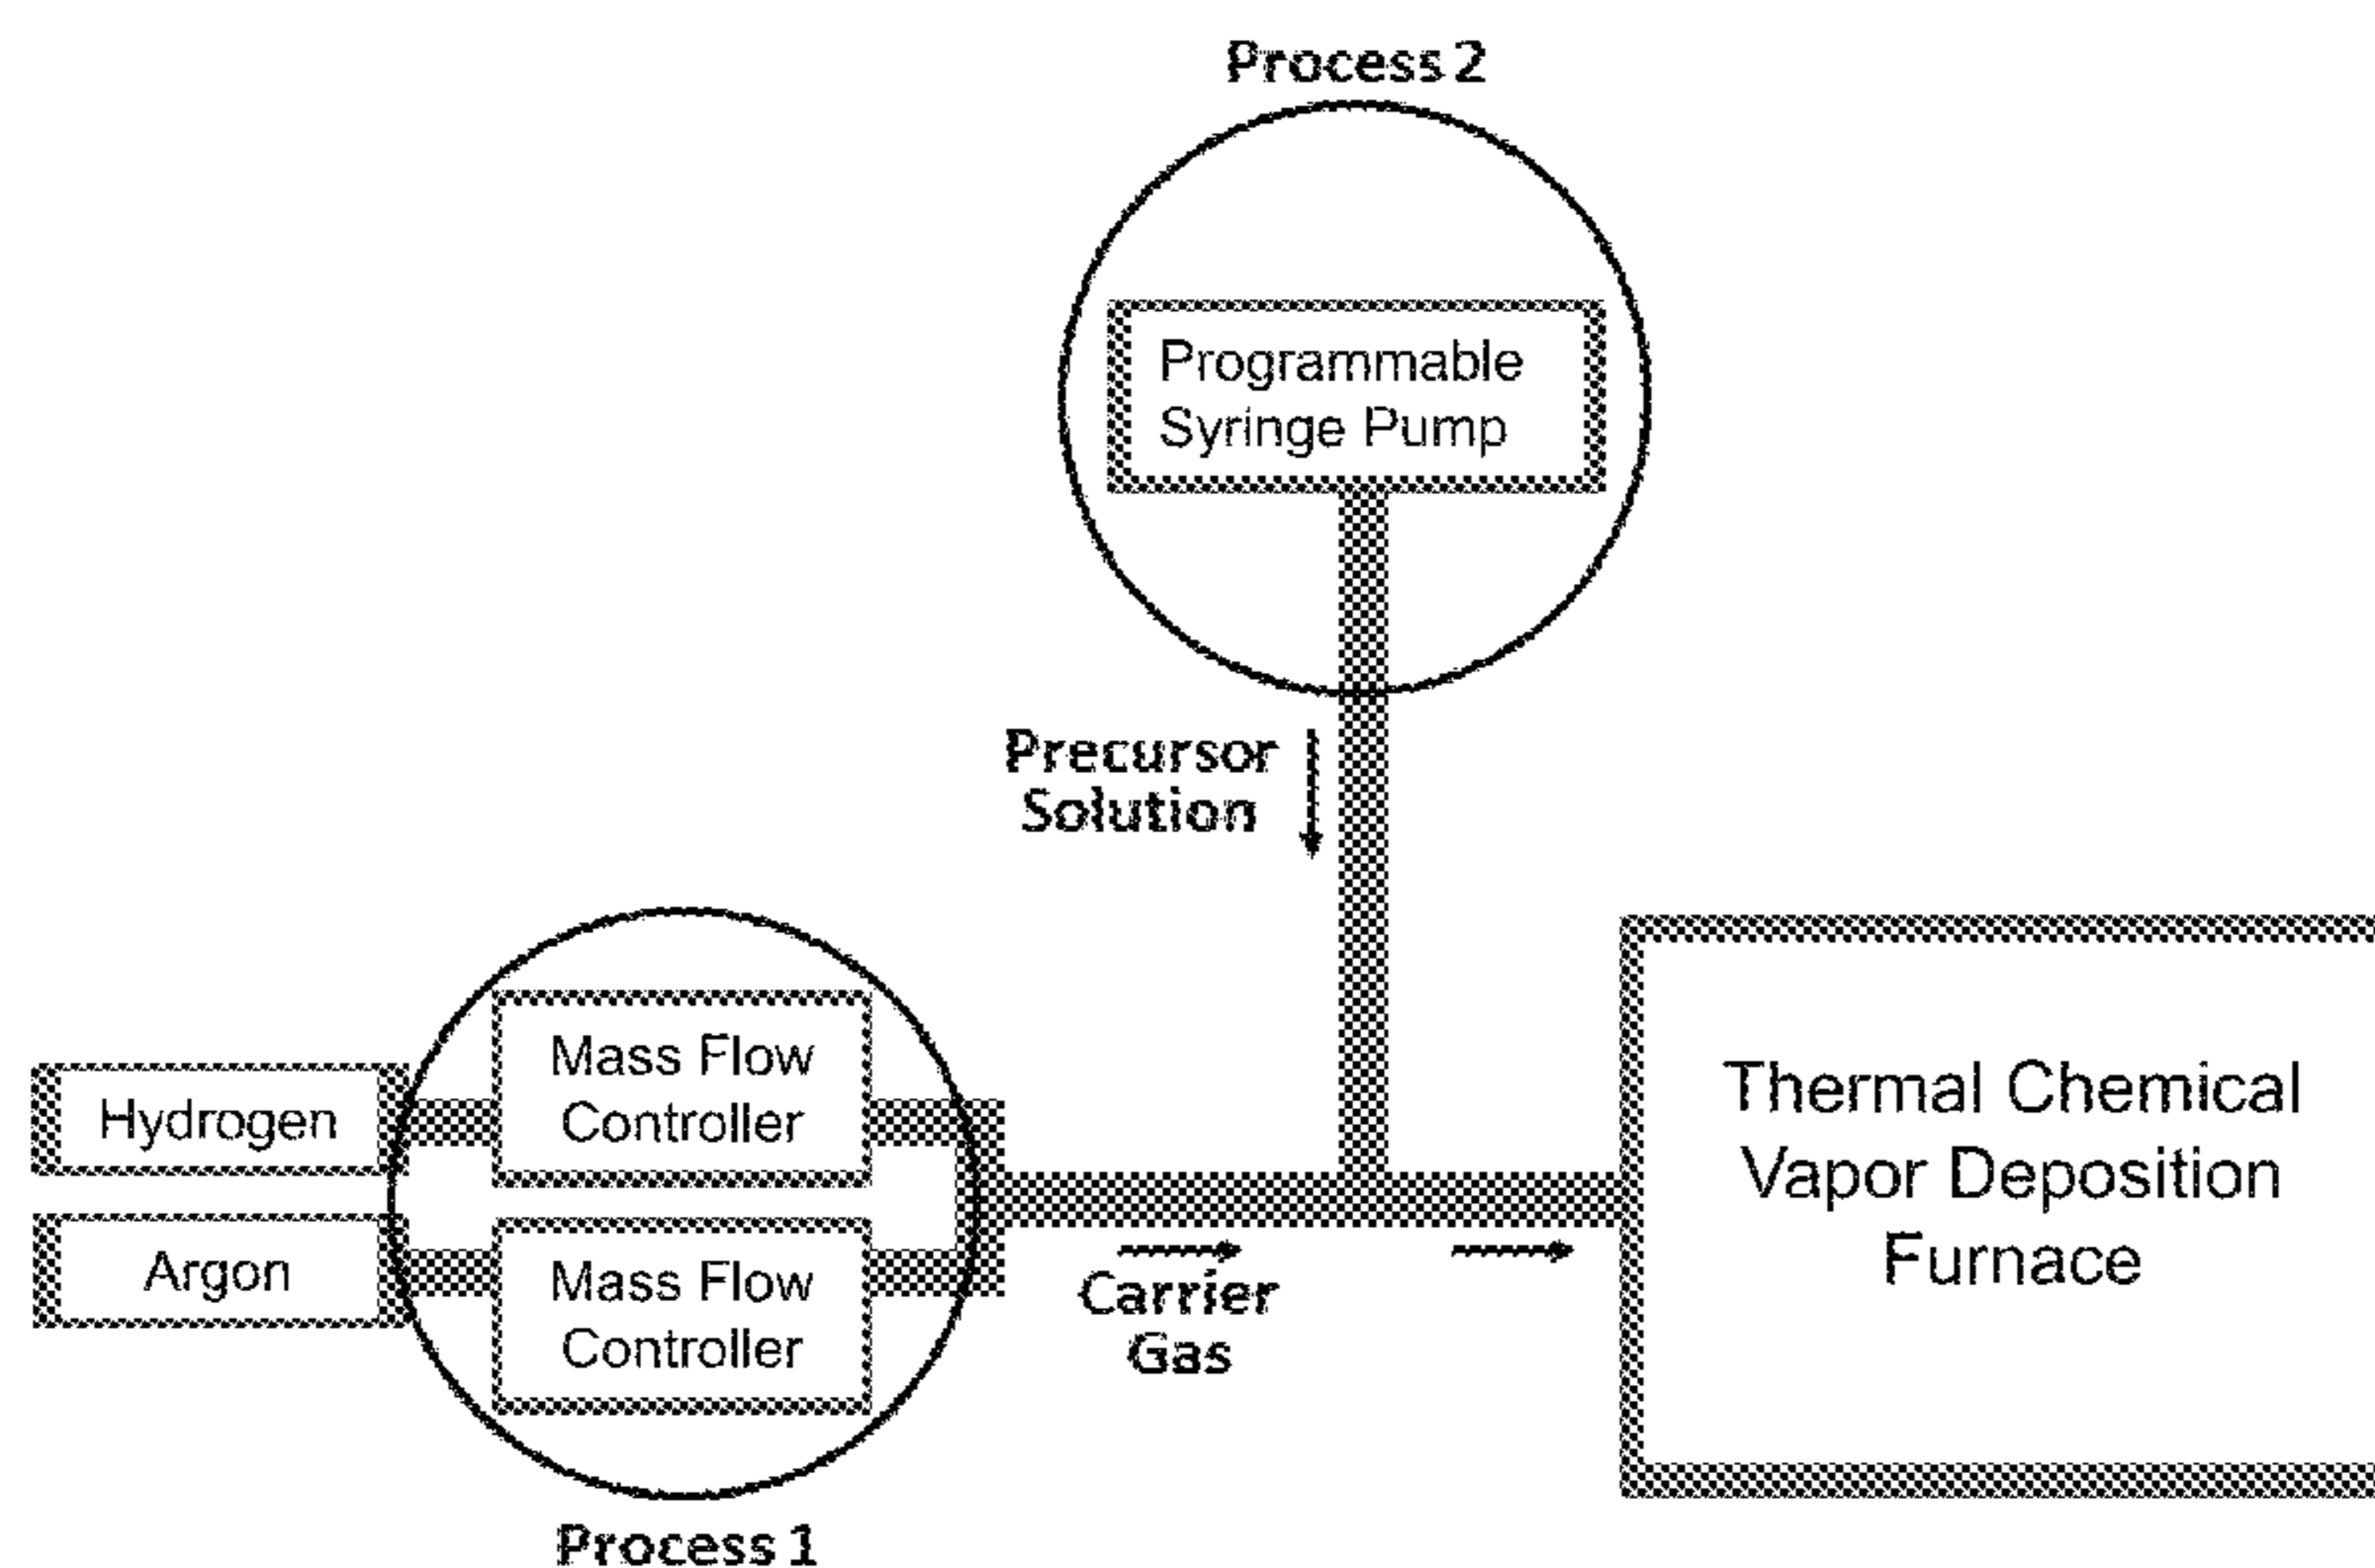 Process 2
Programmable
Syringe Pump
Precursor
Solution
Hydrogen
Mass Flow
Controller
Argon
Mass Flow
Controller
Carrier
Gas
Thermal Chemical
Vapor Deposition
Furnace
Process 1